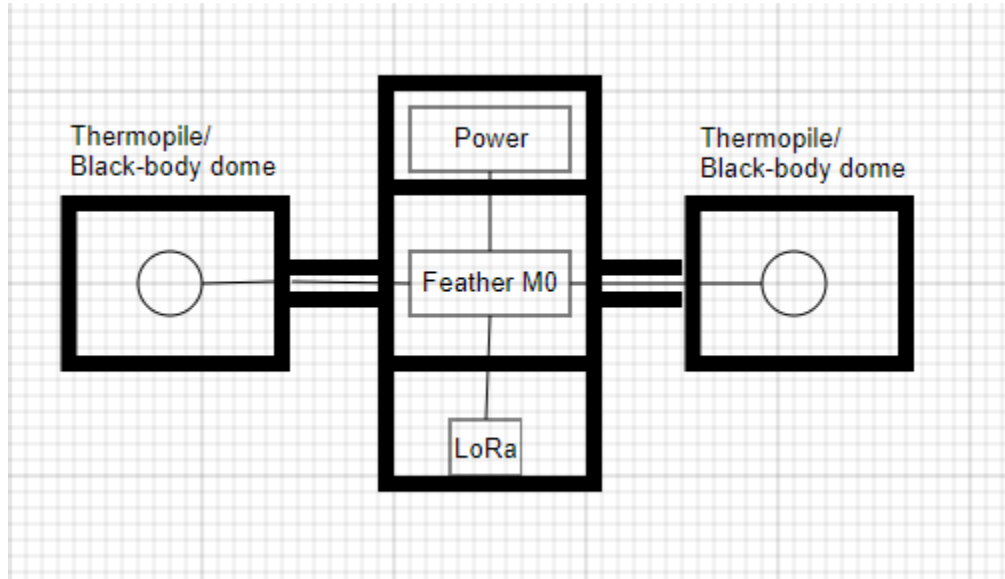 Thermopile/
Black-body dome
Power
Thermopile/
Black-body dome
Feather M0
LoRa